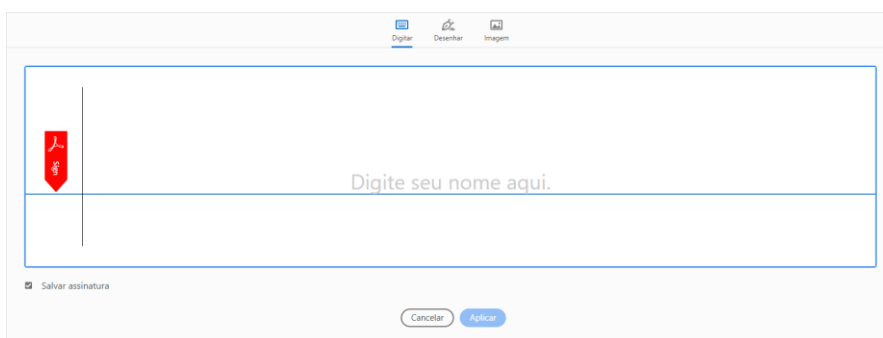 Digitar Desenhar Imagem
Sign
Digite seu nome aqui.
Salvar assinatura
Cancelar Aplicar